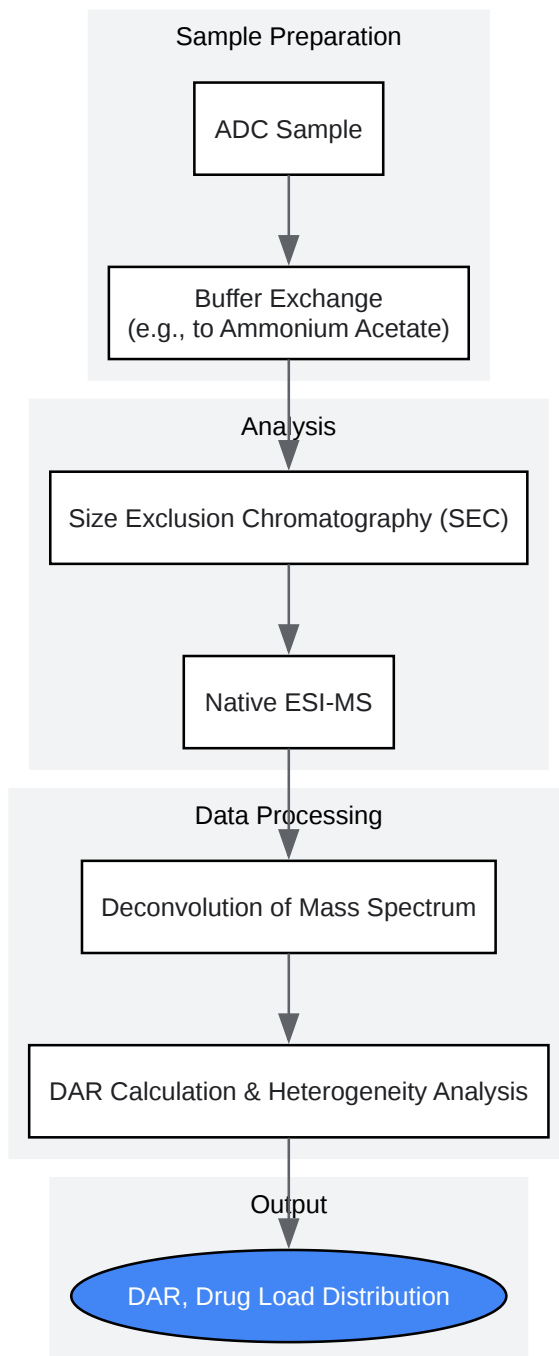 Sample Preparation
ADC Sample
Buffer Exchange
(e.g., to Ammonium Acetate)
Analysis
Size Exclusion Chromatography (SEC)
Native ESI-MS
Data Processing
Deconvolution of Mass Spectrum
DAR Calculation & Heterogeneity Analysis
Output
DAR, Drug Load Distribution